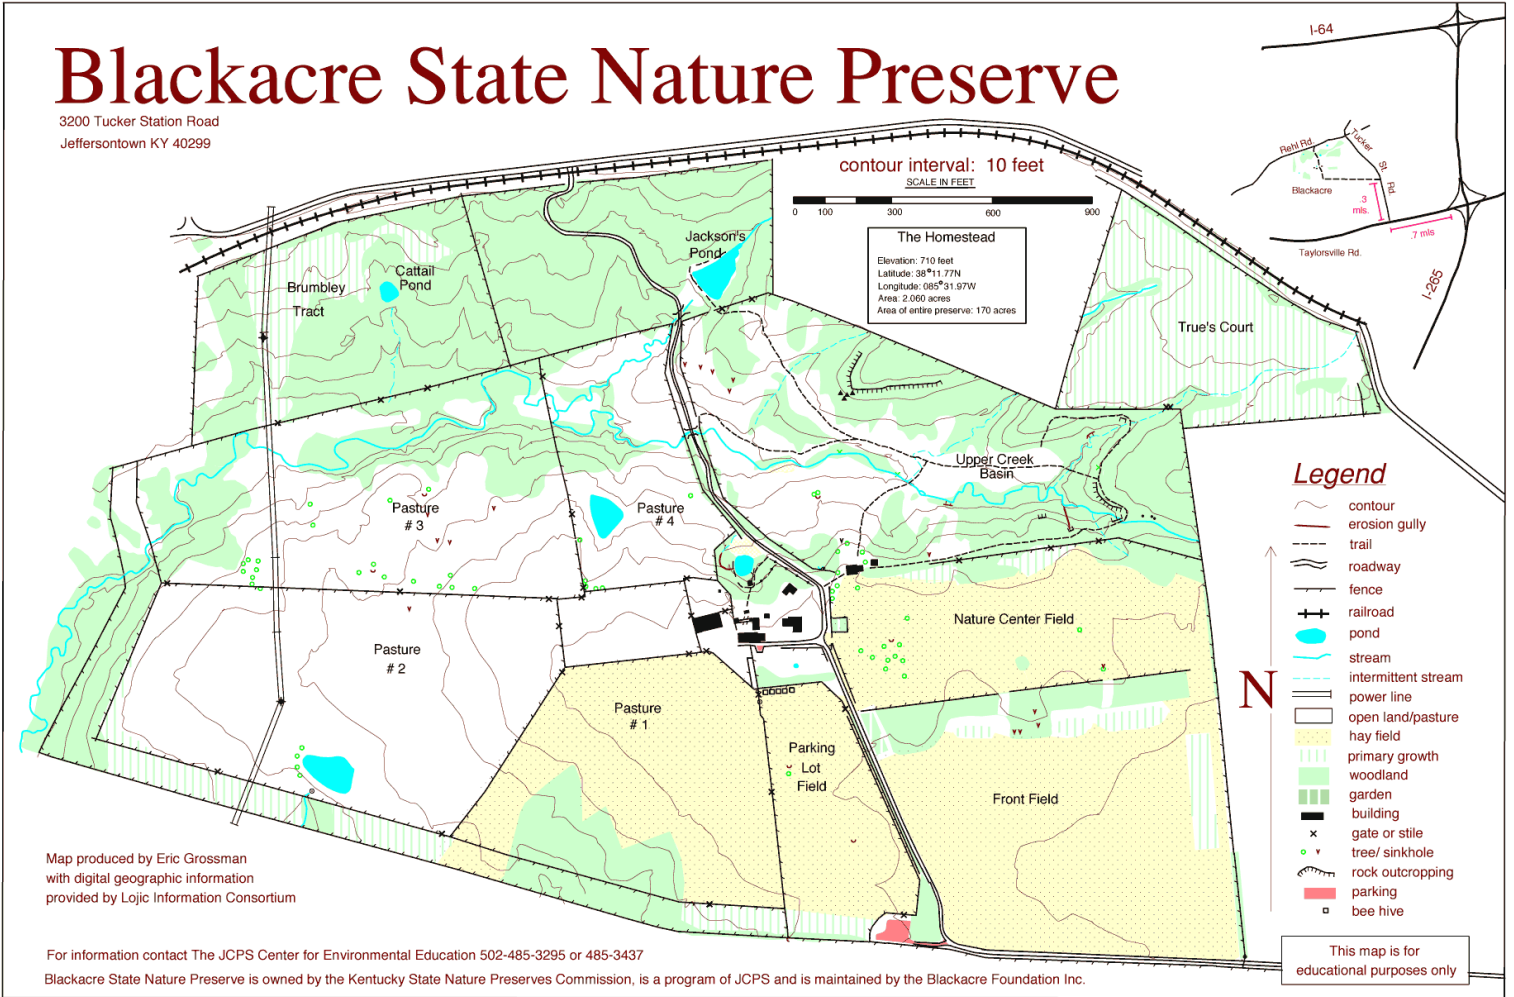 Blackacre State Nature Preserve
3200 Tucker Station Road
Jeffersontown KY 40299
I-64
Rehl Rd.
Tucker
St.
Rd.
Blackacre
.3
mls.
.7 mls
Taylorsville Rd.
I-265
contour interval: 10 feet
SCALE IN FEET
0 100 300 600 900
The Homestead
Elevation: 710 feet
Latitude: 38°11.77N
Longitude: 085°31.97W
Area: 2.060 acres
Area of entire preserve: 170 acres
Jackson's
Pond
Cattail
Pond
Brumbley
Tract
True's Court
Upper Creek
Basin
Pasture
# 3
Pasture
# 4
Nature Center Field
Pasture
# 2
Pasture
# 1
Parking
Lot
Field
Front Field
N
Legend
contour
erosion gully
trail
roadway
fence
railroad
pond
stream
intermittent stream
power line
open land/pasture
hay field
primary growth
woodland
garden
building
gate or stile
tree/ sinkhole
rock outcropping
parking
bee hive
Map produced by Eric Grossman
with digital geographic information
provided by Lojic Information Consortium
For information contact The JCPS Center for Environmental Education 502-485-3295 or 485-3437
Blackacre State Nature Preserve is owned by the Kentucky State Nature Preserves Commission, is a program of JCPS and is maintained by the Blackacre Foundation Inc.
This map is for
educational purposes only